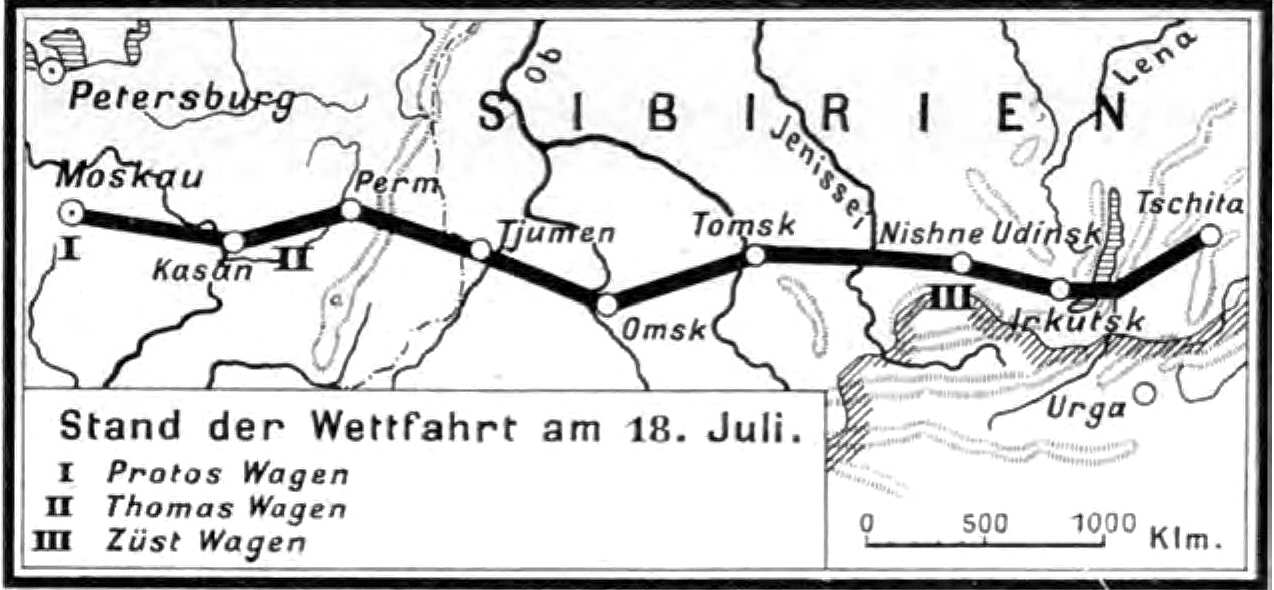 Petersburg
Ob
Lena
SIBIRIEN
Jenissei
Moskau
Perm
Tschita
I
Kasan
II
Tjumen
Tomsk
Nishne Udinsk
III
Omsk
Irkutsk
Urga
Stand der Wettfahrt am 18. Juli.
I Protos Wagen
II Thomas Wagen
III Züst Wagen
0 500 1000 Klm.